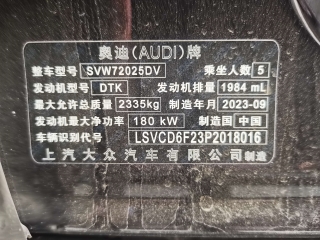 奥迪(AUDI)牌
整车型号 SVW72025DV 乘坐人数 5
发动机型号 DTK 发动机排量 1984 mL
最大允许总质量 2335kg 制造年月 2023-09
发动机最大净功率 180 kW 制造国 中国
车辆识别代号 LSVCD6F23P2018016
上汽大众汽车有限公司制造